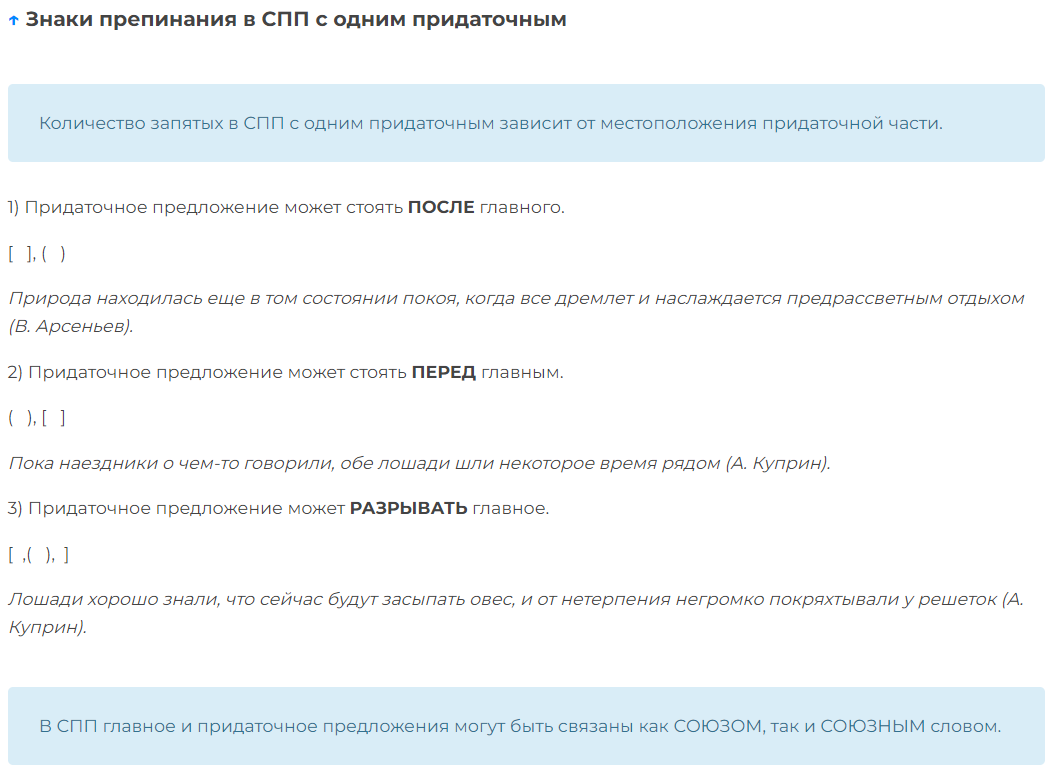 ↑ Знаки препинания в СПП с одним придаточным
Количество запятых в СПП с одним придаточным зависит от местоположения придаточной части.
1) Придаточное предложение может стоять ПОСЛЕ главного.
[   ], (   )
Природа находилась еще в том состоянии покоя, когда все дремлет и наслаждается предрассветным отдыхом
(В. Арсеньев).
2) Придаточное предложение может стоять ПЕРЕД главным.
(   ), [   ]
Пока наездники о чем-то говорили, обе лошади шли некоторое время рядом (А. Куприн).
3) Придаточное предложение может РАЗРЫВАТЬ главное.
[  ,(   ),  ]
Лошади хорошо знали, что сейчас будут засыпать овес, и от нетерпения негромко покряхтывали у решеток (А.
Куприн).
В СПП главное и придаточное предложения могут быть связаны как СОЮЗОМ, так и СОЮЗНЫМ словом.